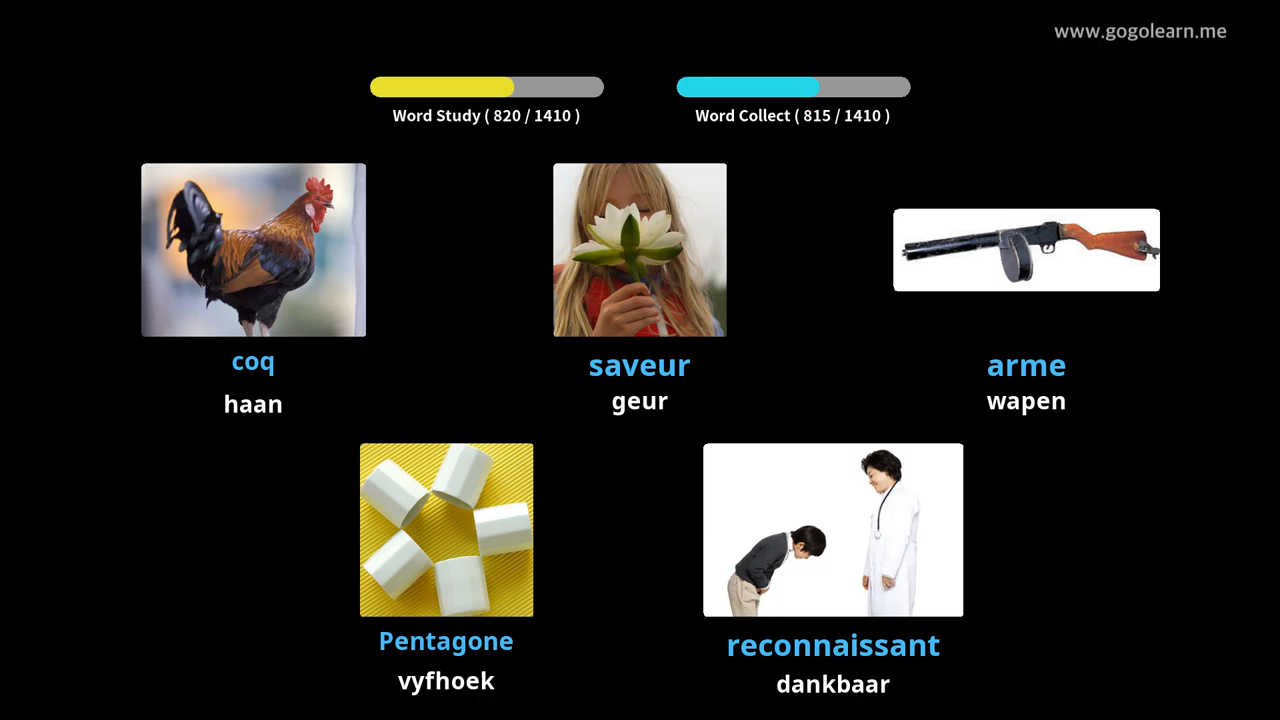 www.gogolearn.me
Word Study ( 820 / 1410 )
Word Collect ( 815 / 1410 )
coq
haan
saveur
geur
arme
wapen
Pentagone
vyfhoek
reconnaissant
dankbaar